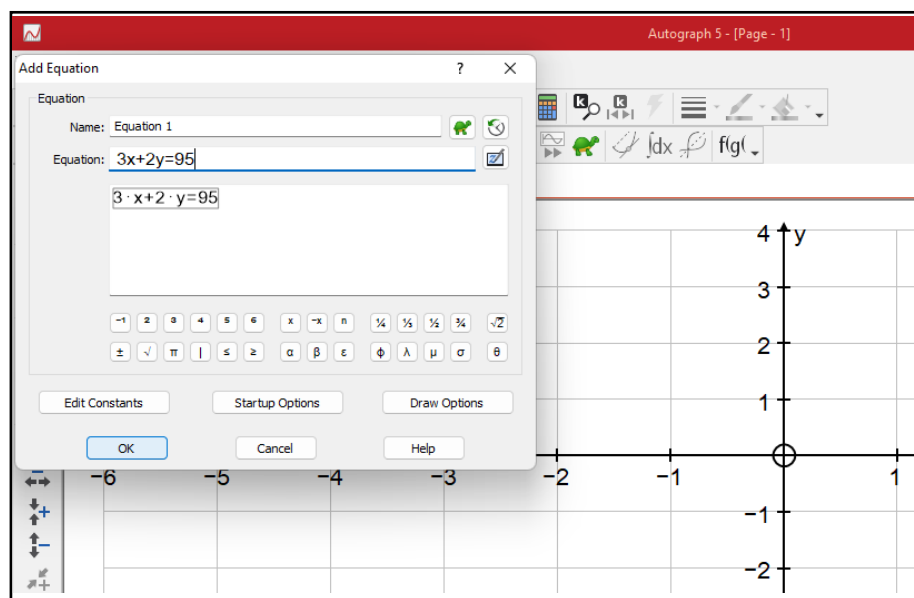 Autograph 5 - [Page - 1]
Add Equation ? X
Equation
Name: Equation 1
Equation: 3x+2y=95
3 · x+2 · y=95
⁻¹ ² ³ ⁴ ⁵ ⁶ ˣ ⁻ˣ ⁿ ¼ ⅓ ½ ¾ √2
± √ π | ≤ ≥ α β ε ϕ λ μ σ θ
Edit Constants Startup Options Draw Options
OK Cancel Help
k k
∫dx f(g(
4 y
3
2
1
−6 −5 −4 −3 −2 −1 1
−1
−2